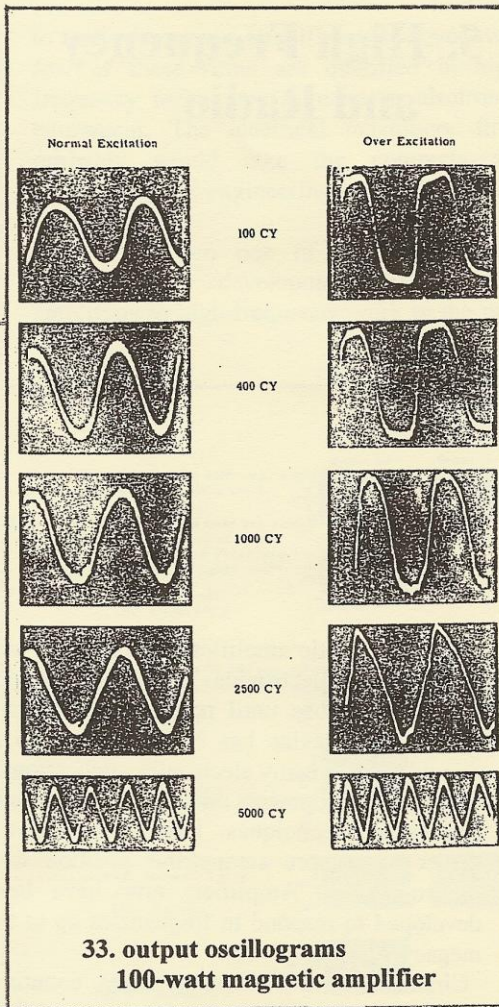 Normal Excitation
Over Excitation
100 CY
400 CY
1000 CY
2500 CY
5000 CY
33. output oscillograms
100-watt magnetic amplifier